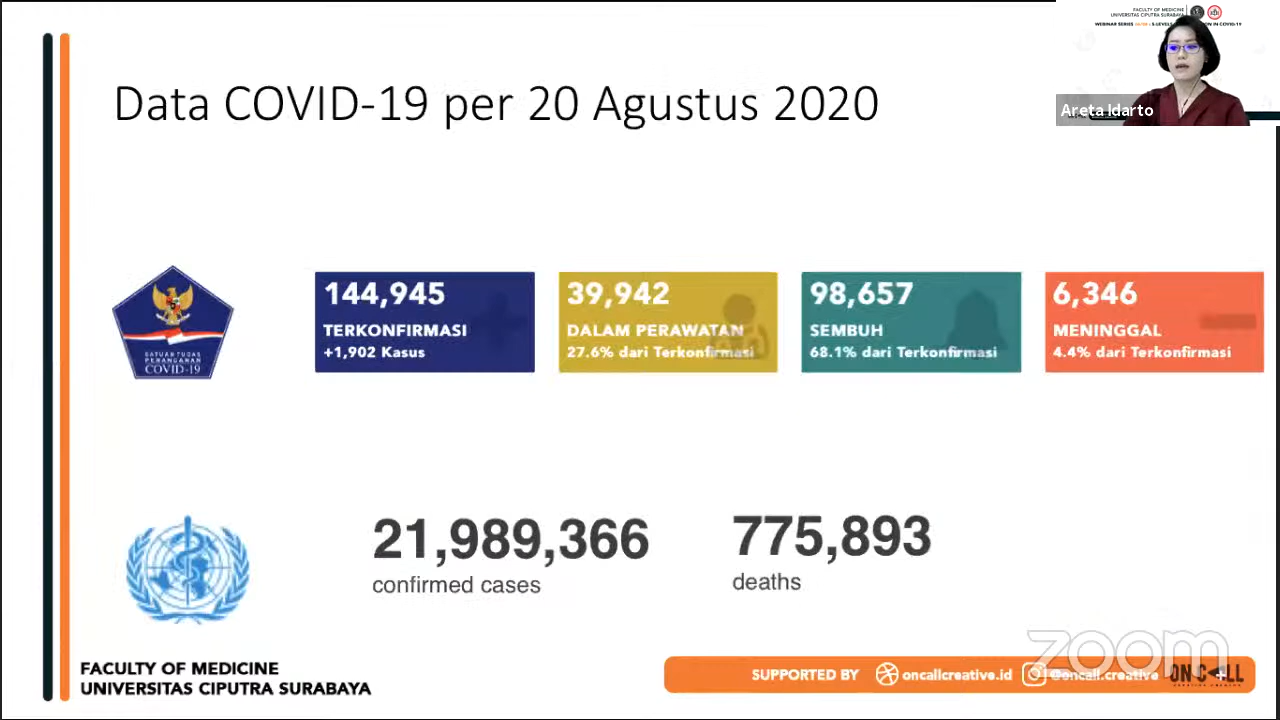 FACULTY OF MEDICINE
UNIVERSITAS CIPUTRA SURABAYA
Areta Idarto
Data COVID-19 per 20 Agustus 2020
144,945
TERKONFIRMASI
+1,902 Kasus
39,942
DALAM PERAWATAN
27.6% dari Terkonfirmasi
98,657
SEMBUH
68.1% dari Terkonfirmasi
6,346
MENINGGAL
4.4% dari Terkonfirmasi
SATUAN TUGAS
PENANGANAN
COVID-19
21,989,366
confirmed cases
775,893
deaths
zoom
FACULTY OF MEDICINE
UNIVERSITAS CIPUTRA SURABAYA
SUPPORTED BY oncallcreative.id @oncall.creative ON CALL